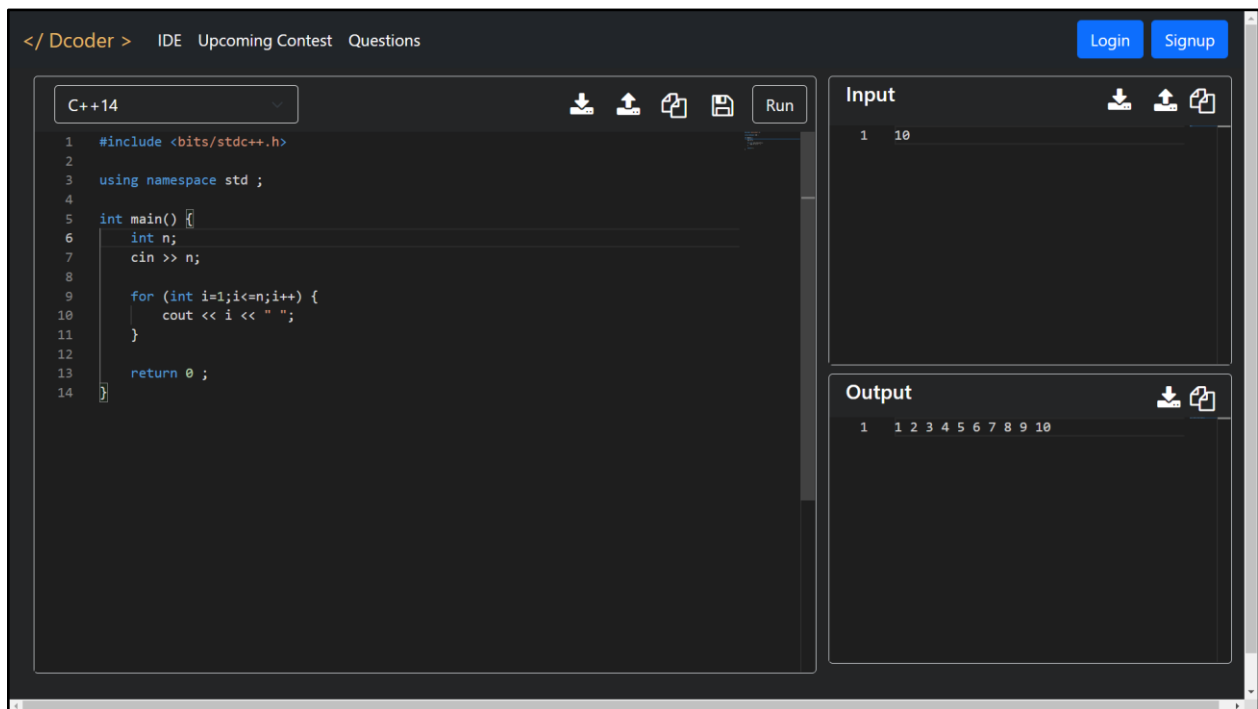 </ Dcoder > IDE Upcoming Contest Questions Login Signup
C++14 Run
1 #include <bits/stdc++.h>
2
3 using namespace std ;
4
5 int main() {
6     int n;
7     cin >> n;
8
9     for (int i=1;i<=n;i++) {
10         cout << i << " ";
11     }
12
13     return 0 ;
14 }
Input
1 10
Output
1 1 2 3 4 5 6 7 8 9 10